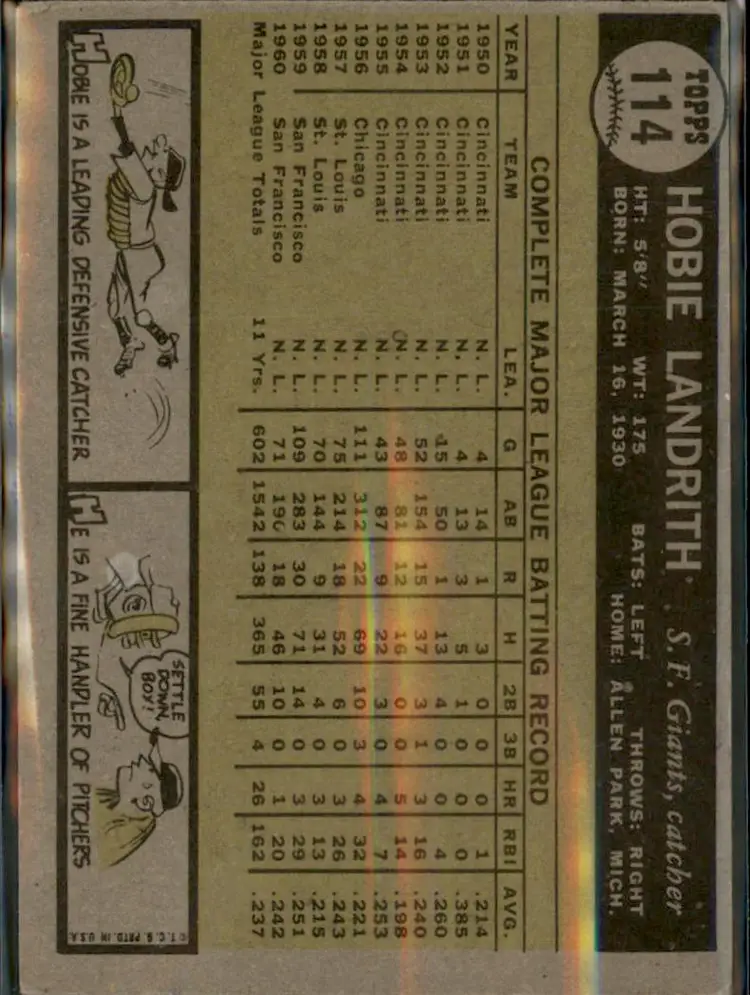 TOPPS
114
HOBIE LANDRITH
S. F. Giants, catcher
HT: 5'8" WT: 175 BATS: LEFT THROWS: RIGHT
BORN: MARCH 16, 1930 HOME: ALLEN PARK, MICH.
COMPLETE MAJOR LEAGUE BATTING RECORD
YEAR TEAM LEA. G AB R H 2B 3B HR RBI AVG.
1950 Cincinnati N. L. 4 14 1 3 0 0 0 1 .214
1951 Cincinnati N. L. 4 13 3 5 1 0 0 0 .385
1952 Cincinnati N. L. 15 50 1 13 4 0 0 4 .260
1953 Cincinnati N. L. 52 154 15 37 3 1 3 16 .240
1954 Cincinnati N. L. 48 81 12 16 0 0 5 14 .198
1955 Cincinnati N. L. 43 87 9 22 3 0 4 7 .253
1956 Chicago N. L. 111 312 22 69 10 3 4 32 .221
1957 St. Louis N. L. 75 214 18 52 6 0 3 26 .243
1958 St. Louis N. L. 70 144 9 31 4 0 3 13 .215
1959 San Francisco N. L. 109 283 30 71 14 0 3 29 .251
1960 San Francisco N. L. 71 190 18 46 10 0 1 20 .242
Major League Totals 11 Yrs. 602 1542 138 365 55 4 26 162 .237
HOBIE IS A LEADING DEFENSIVE CATCHER
SETTLE
DOWN,
BOY!
HE IS A FINE HANDLER OF PITCHERS
© T. C. G. PRTD. IN U.S.A.